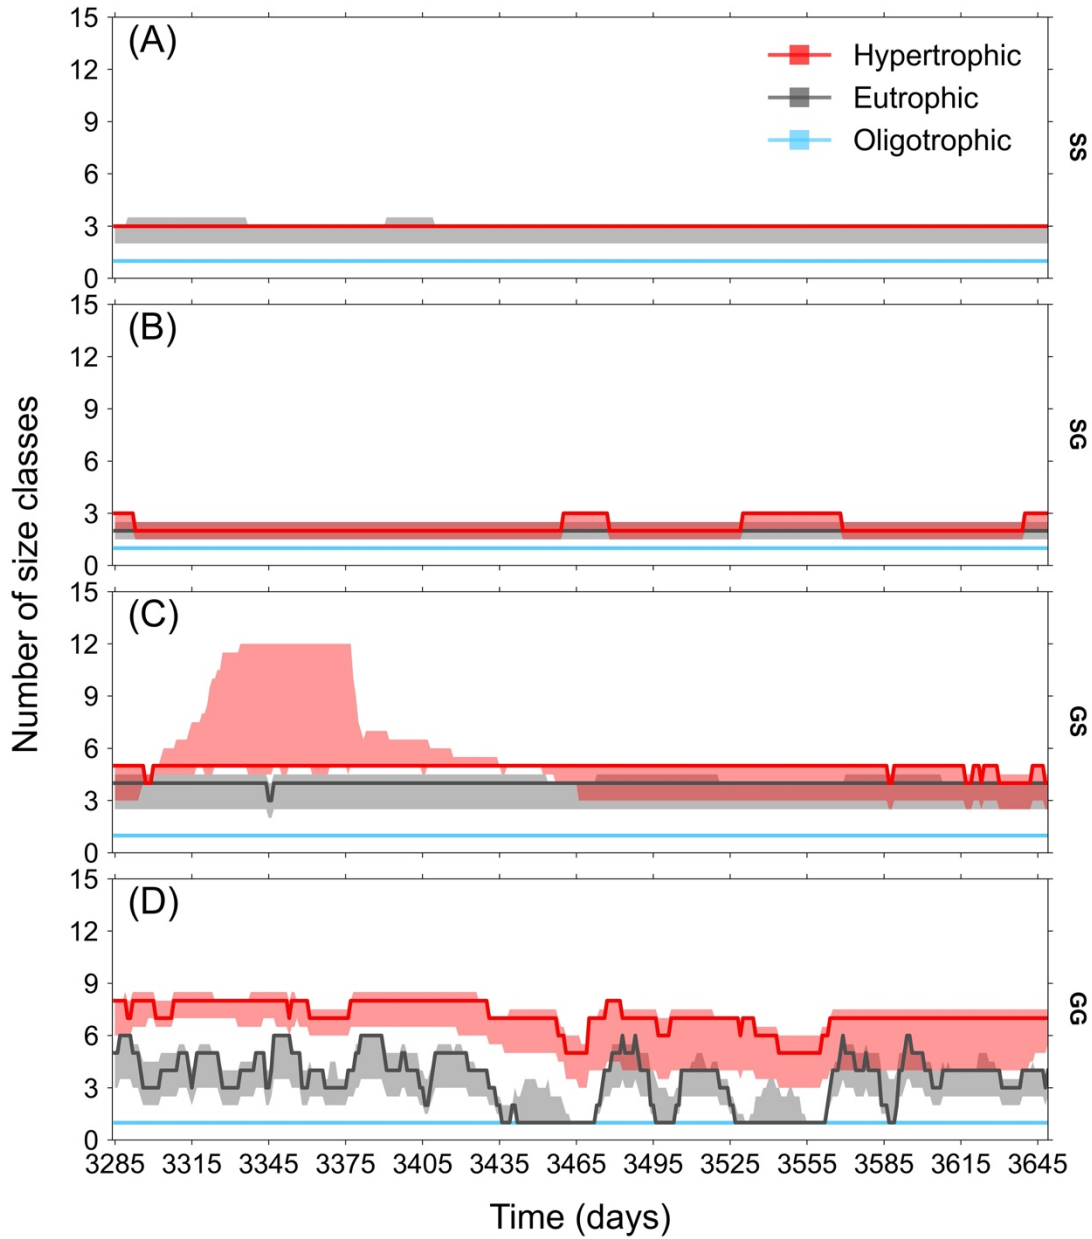 15
(A)
Hypertrophic
12
Eutrophic
9
Oligotrophic
SS
6
3
0
15
(B)
12
9
SG
6
3
0
Number of size classes
15
(C)
12
9
GS
6
3
0
15
(D)
12
9
GG
6
3
0
3285 3315 3345 3375 3405 3435 3465 3495 3525 3555 3585 3615 3645
Time (days)